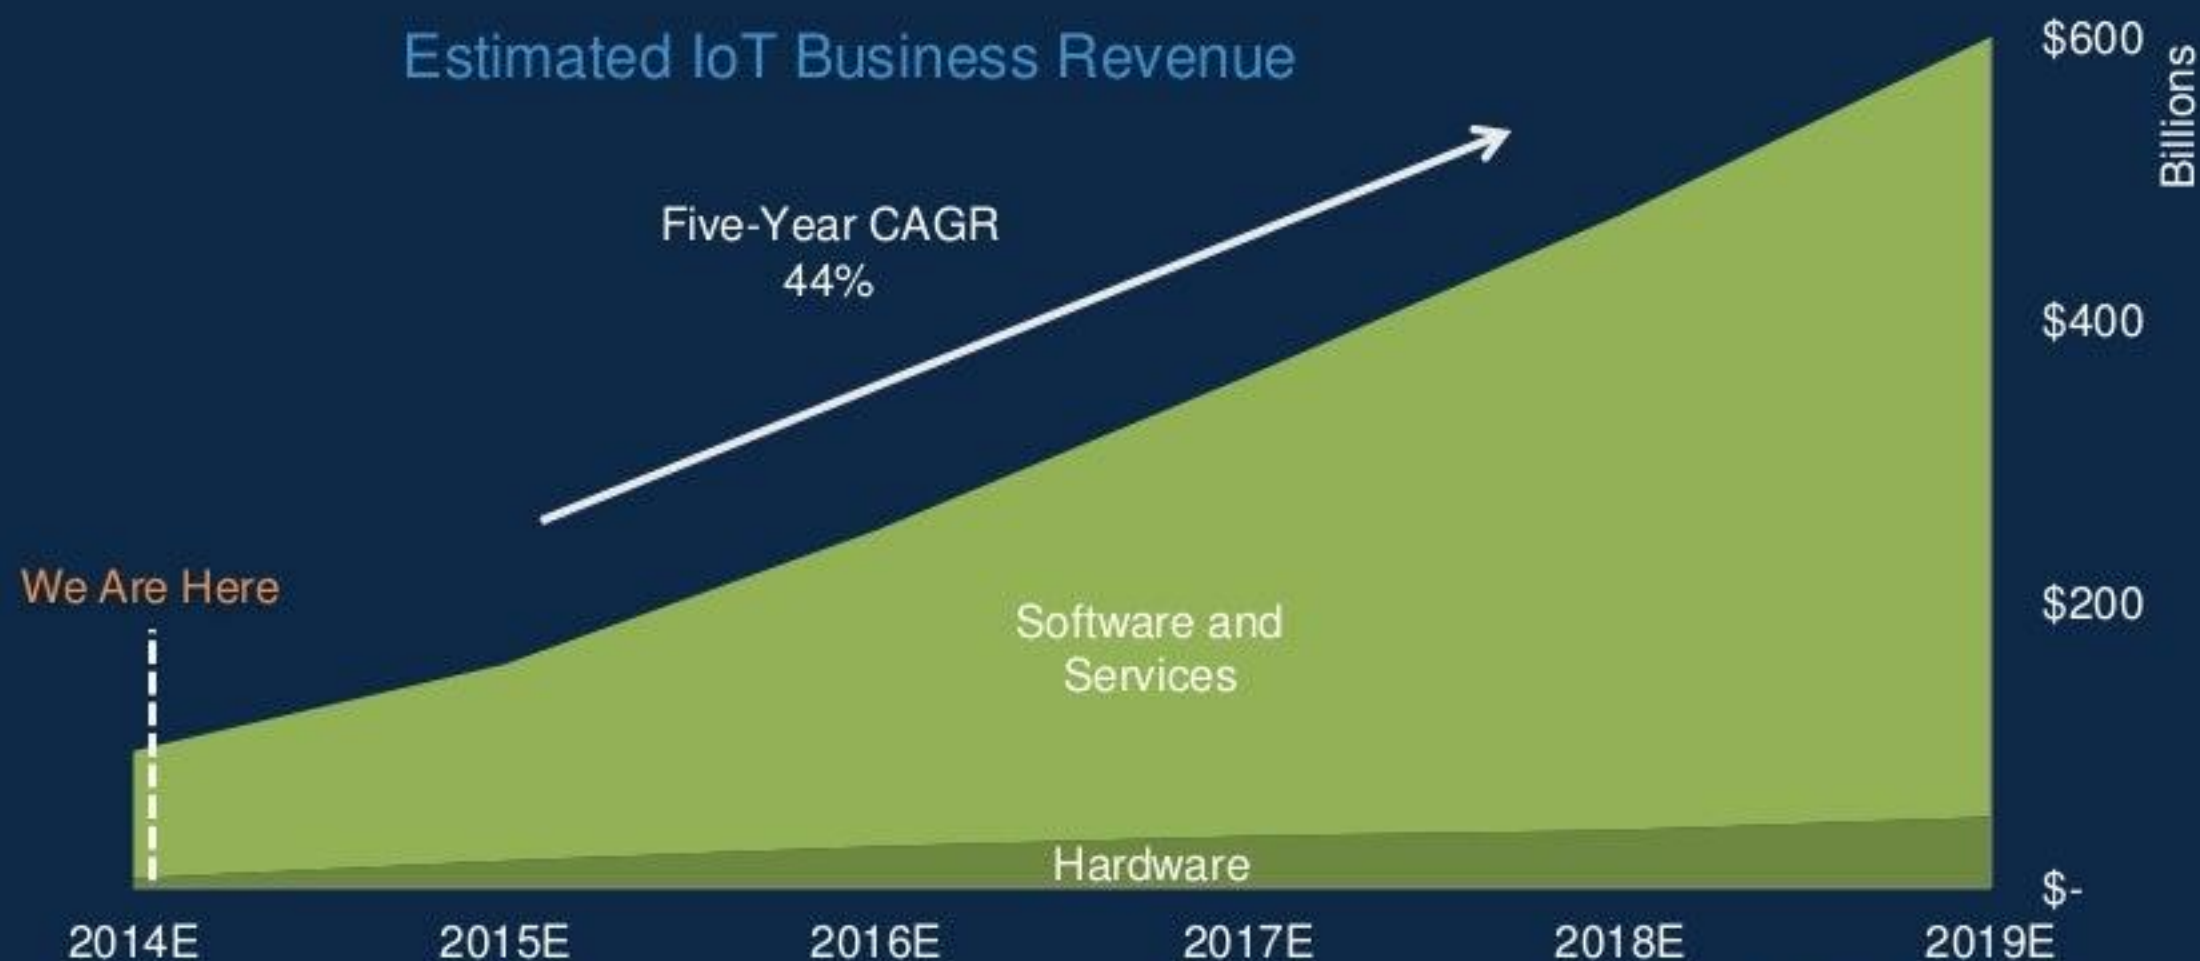 Estimated IoT Business Revenue
$600
Billions
Five-Year CAGR
44%
$400
We Are Here
$200
Software and
Services
Hardware
$-
2014E 2015E 2016E 2017E 2018E 2019E